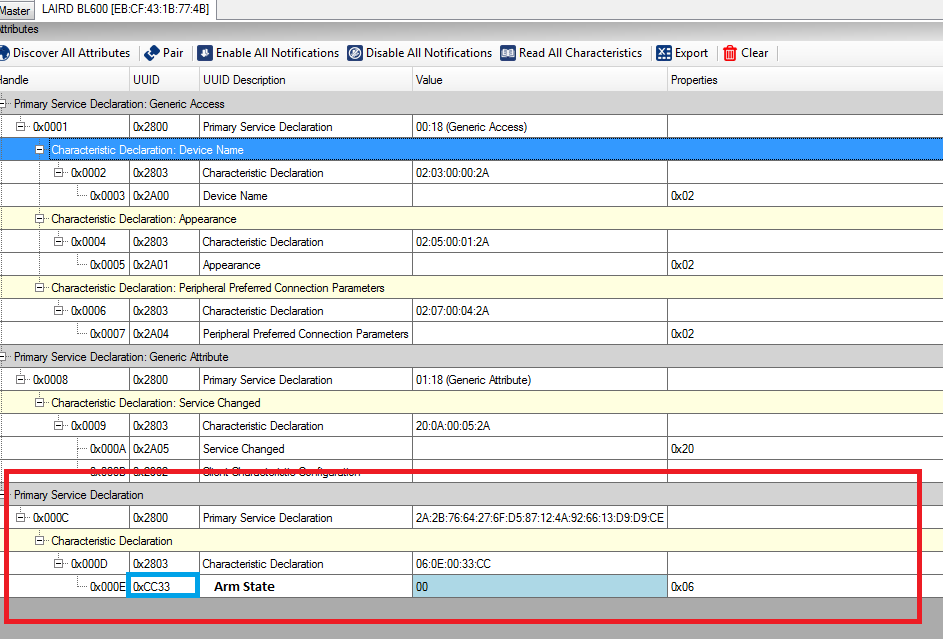 Master LAIRD BL600 [EB:CF:43:1B:77:4B]
Attributes
Discover All Attributes Pair Enable All Notifications Disable All Notifications Read All Characteristics Export Clear
Handle UUID UUID Description Value Properties
Primary Service Declaration: Generic Access
0x0001 0x2800 Primary Service Declaration 00:18 (Generic Access)
Characteristic Declaration: Device Name
0x0002 0x2803 Characteristic Declaration 02:03:00:00:2A
0x0003 0x2A00 Device Name 0x02
Characteristic Declaration: Appearance
0x0004 0x2803 Characteristic Declaration 02:05:00:01:2A
0x0005 0x2A01 Appearance 0x02
Characteristic Declaration: Peripheral Preferred Connection Parameters
0x0006 0x2803 Characteristic Declaration 02:07:00:04:2A
0x0007 0x2A04 Peripheral Preferred Connection Parameters 0x02
Primary Service Declaration: Generic Attribute
0x0008 0x2800 Primary Service Declaration 01:18 (Generic Attribute)
Characteristic Declaration: Service Changed
0x0009 0x2803 Characteristic Declaration 20:0A:00:05:2A
0x000A 0x2A05 Service Changed 0x20
0x000B 0x2902 Client Characteristic Configuration
Primary Service Declaration
0x000C 0x2800 Primary Service Declaration 2A:2B:76:64:27:6F:D5:87:12:4A:92:66:13:D9:D9:CE
Characteristic Declaration
0x000D 0x2803 Characteristic Declaration 06:0E:00:33:CC
0x000E 0xCC33 Arm State 00 0x06